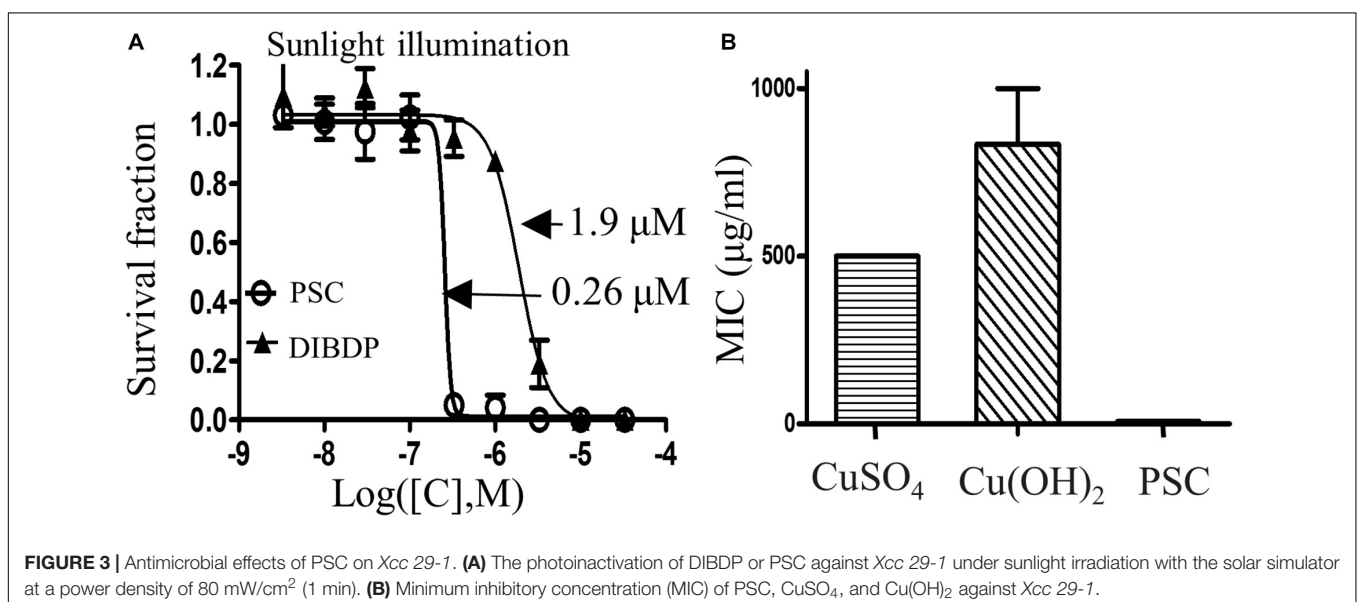 A
Sunlight illumination
Survival fraction
1.2
1.0
0.8
0.6
0.4
0.2
0.0
PSC
DIBDP
1.9 μM
0.26 μM
-9 -8 -7 -6 -5 -4
Log([C],M)
B
MIC (μg/ml)
1000
500
0
CuSO₄ Cu(OH)₂ PSC
FIGURE 3 | Antimicrobial effects of PSC on Xcc 29-1. (A) The photoinactivation of DIBDP or PSC against Xcc 29-1 under sunlight irradiation with the solar simulator
at a power density of 80 mW/cm² (1 min). (B) Minimum inhibitory concentration (MIC) of PSC, CuSO₄, and Cu(OH)₂ against Xcc 29-1.